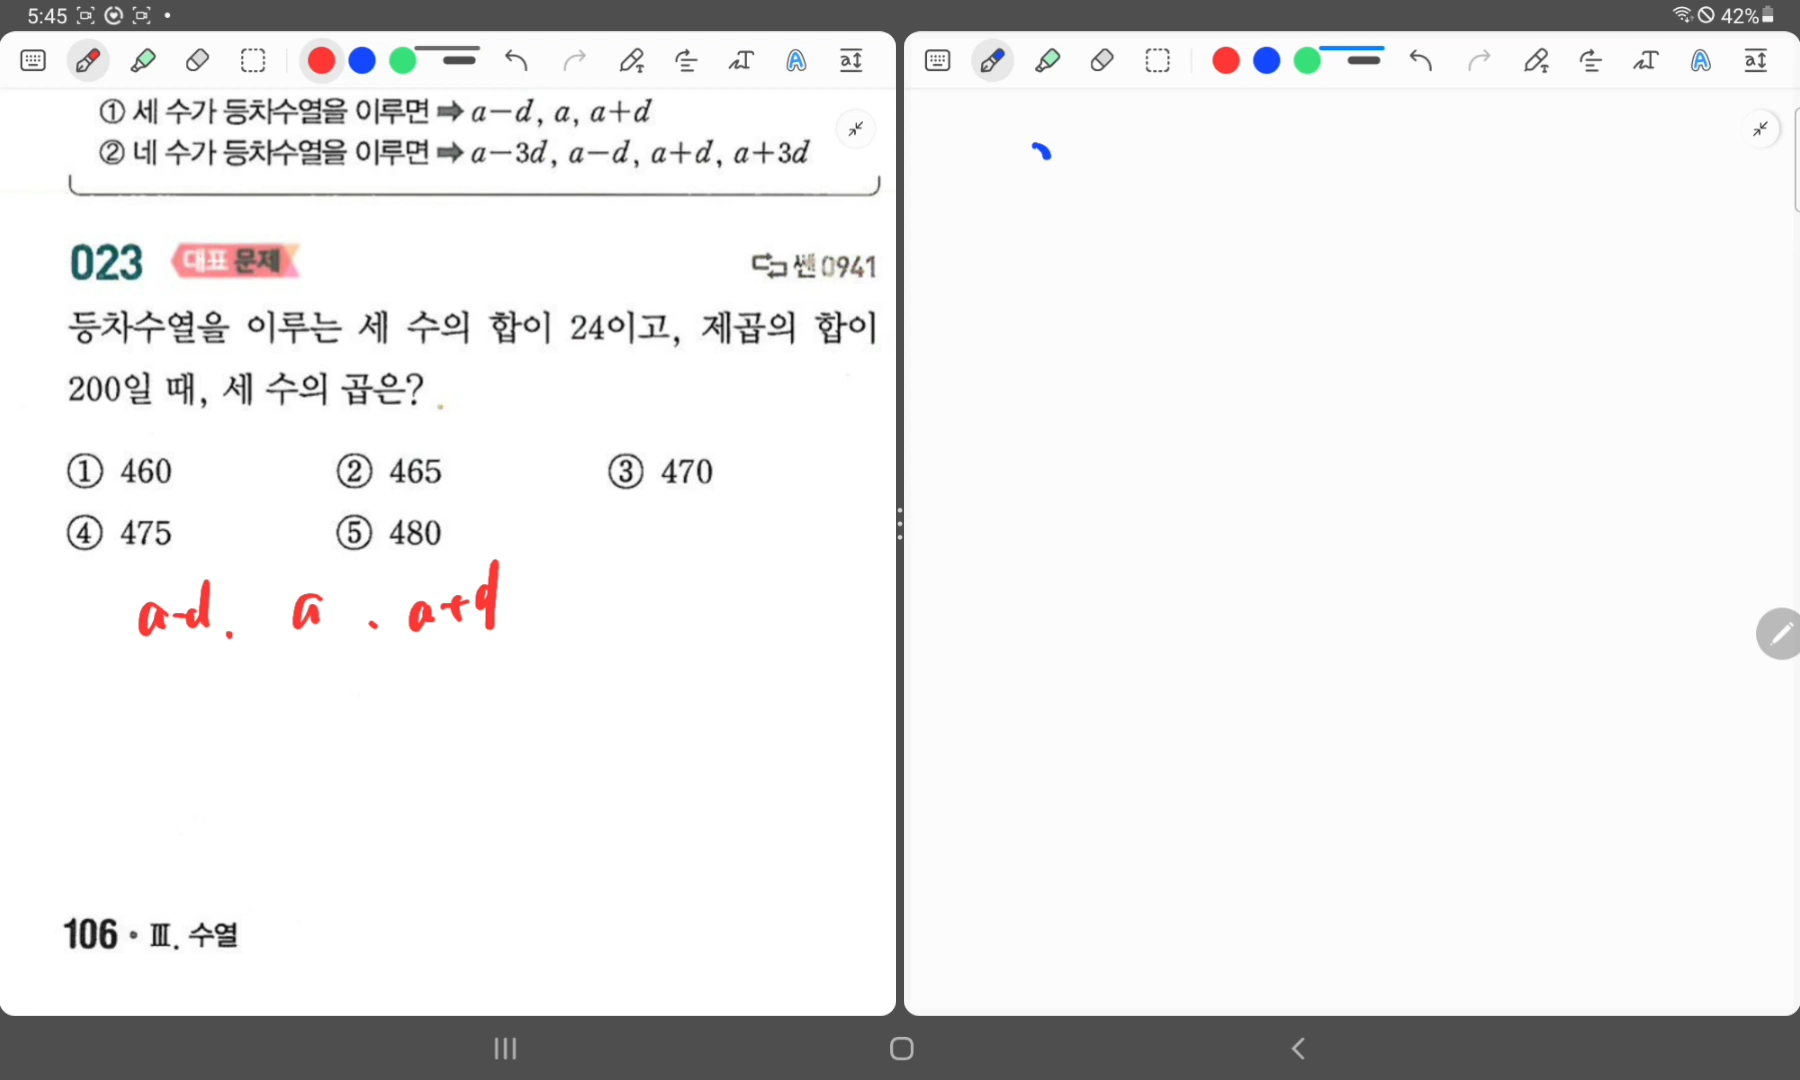 5:45
42%
① 세 수가 등차수열을 이루면 ➡ a−d, a, a+d
② 네 수가 등차수열을 이루면 ➡ a−3d, a−d, a+d, a+3d
023 대표 문제 쎈 0941
등차수열을 이루는 세 수의 합이 24이고, 제곱의 합이
200일 때, 세 수의 곱은?
① 460 ② 465 ③ 470
④ 475 ⑤ 480
a-d. a . a+d
106 • Ⅲ. 수열